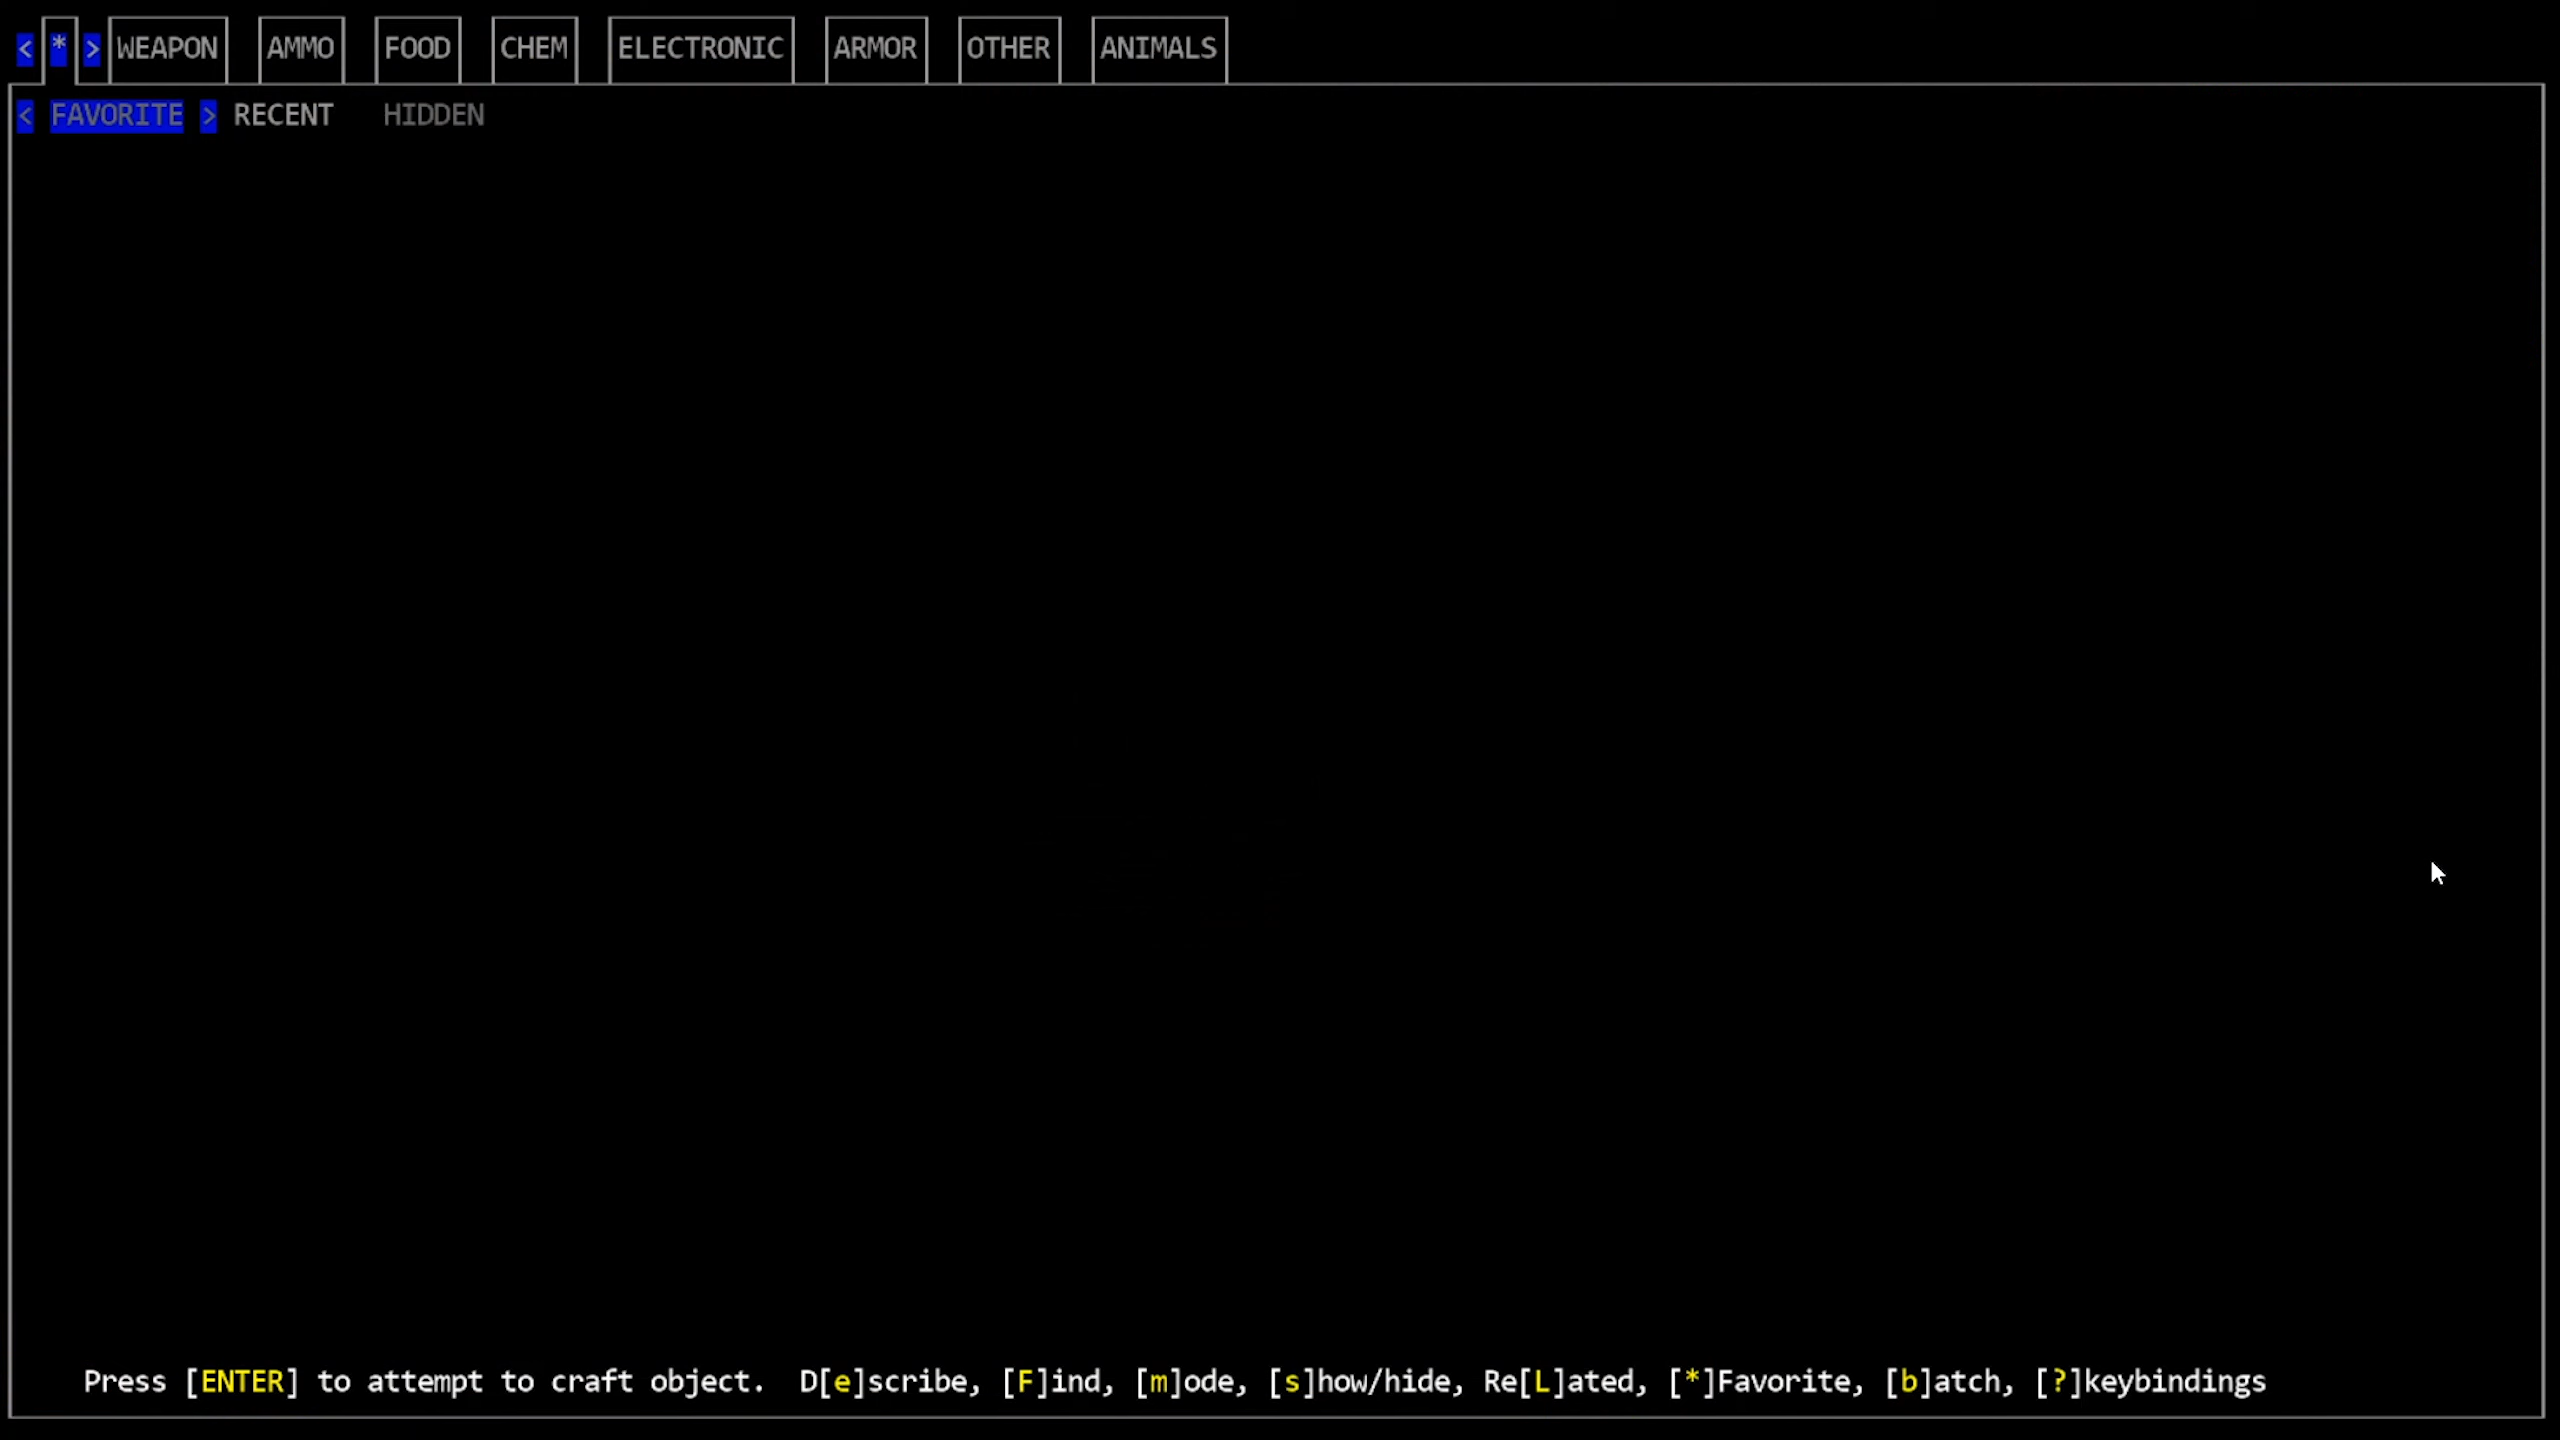 < * > WEAPON AMMO FOOD CHEM ELECTRONIC ARMOR OTHER ANIMALS
< FAVORITE > RECENT HIDDEN
Press [ENTER] to attempt to craft object. D[e]scribe, [F]ind, [m]ode, [s]how/hide, Re[L]ated, [*]Favorite, [b]atch, [?]keybindings